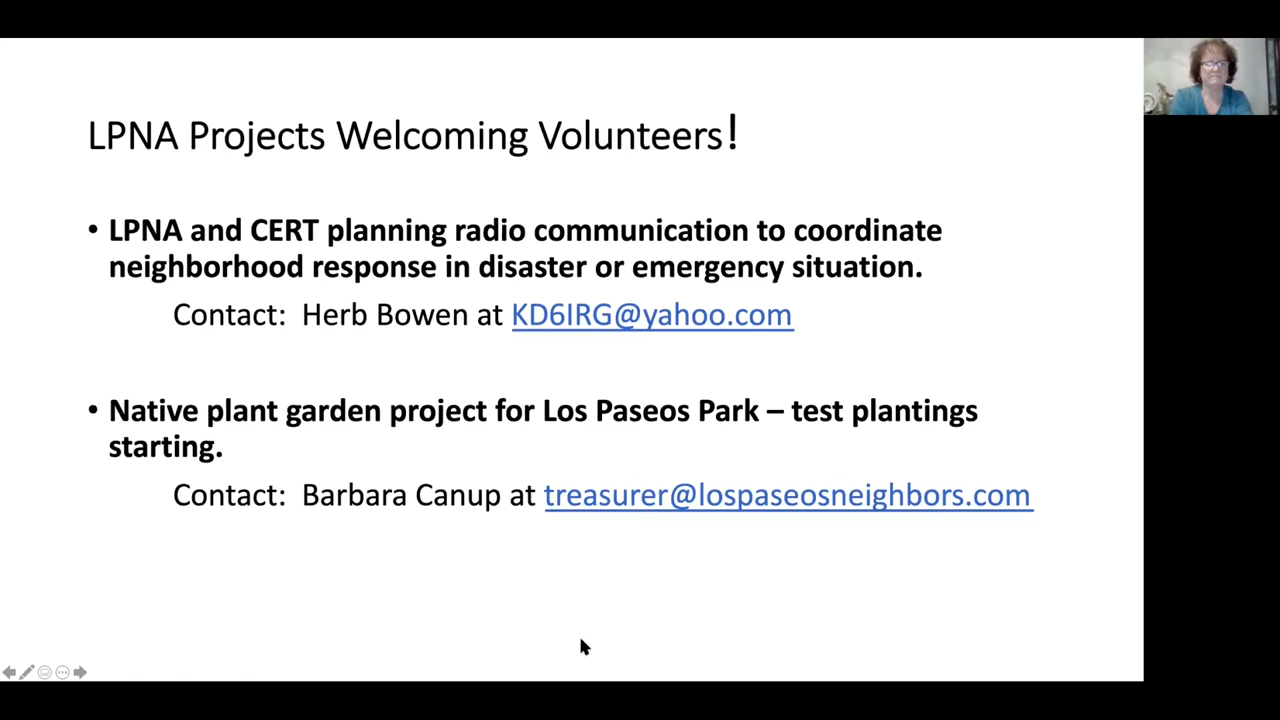 LPNA Projects Welcoming Volunteers!
• LPNA and CERT planning radio communication to coordinate
neighborhood response in disaster or emergency situation.
Contact: Herb Bowen at KD6IRG@yahoo.com
• Native plant garden project for Los Paseos Park – test plantings
starting.
Contact: Barbara Canup at treasurer@lospaseosneighbors.com